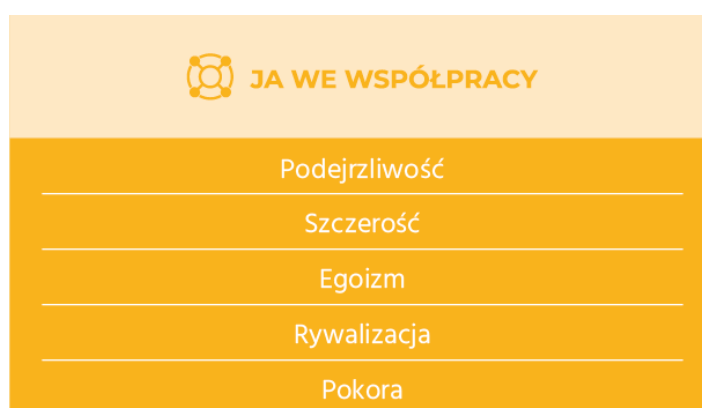 JA WE WSPÓŁPRACY
Podejrzliwość
Szczerość
Egoizm
Rywalizacja
Pokora